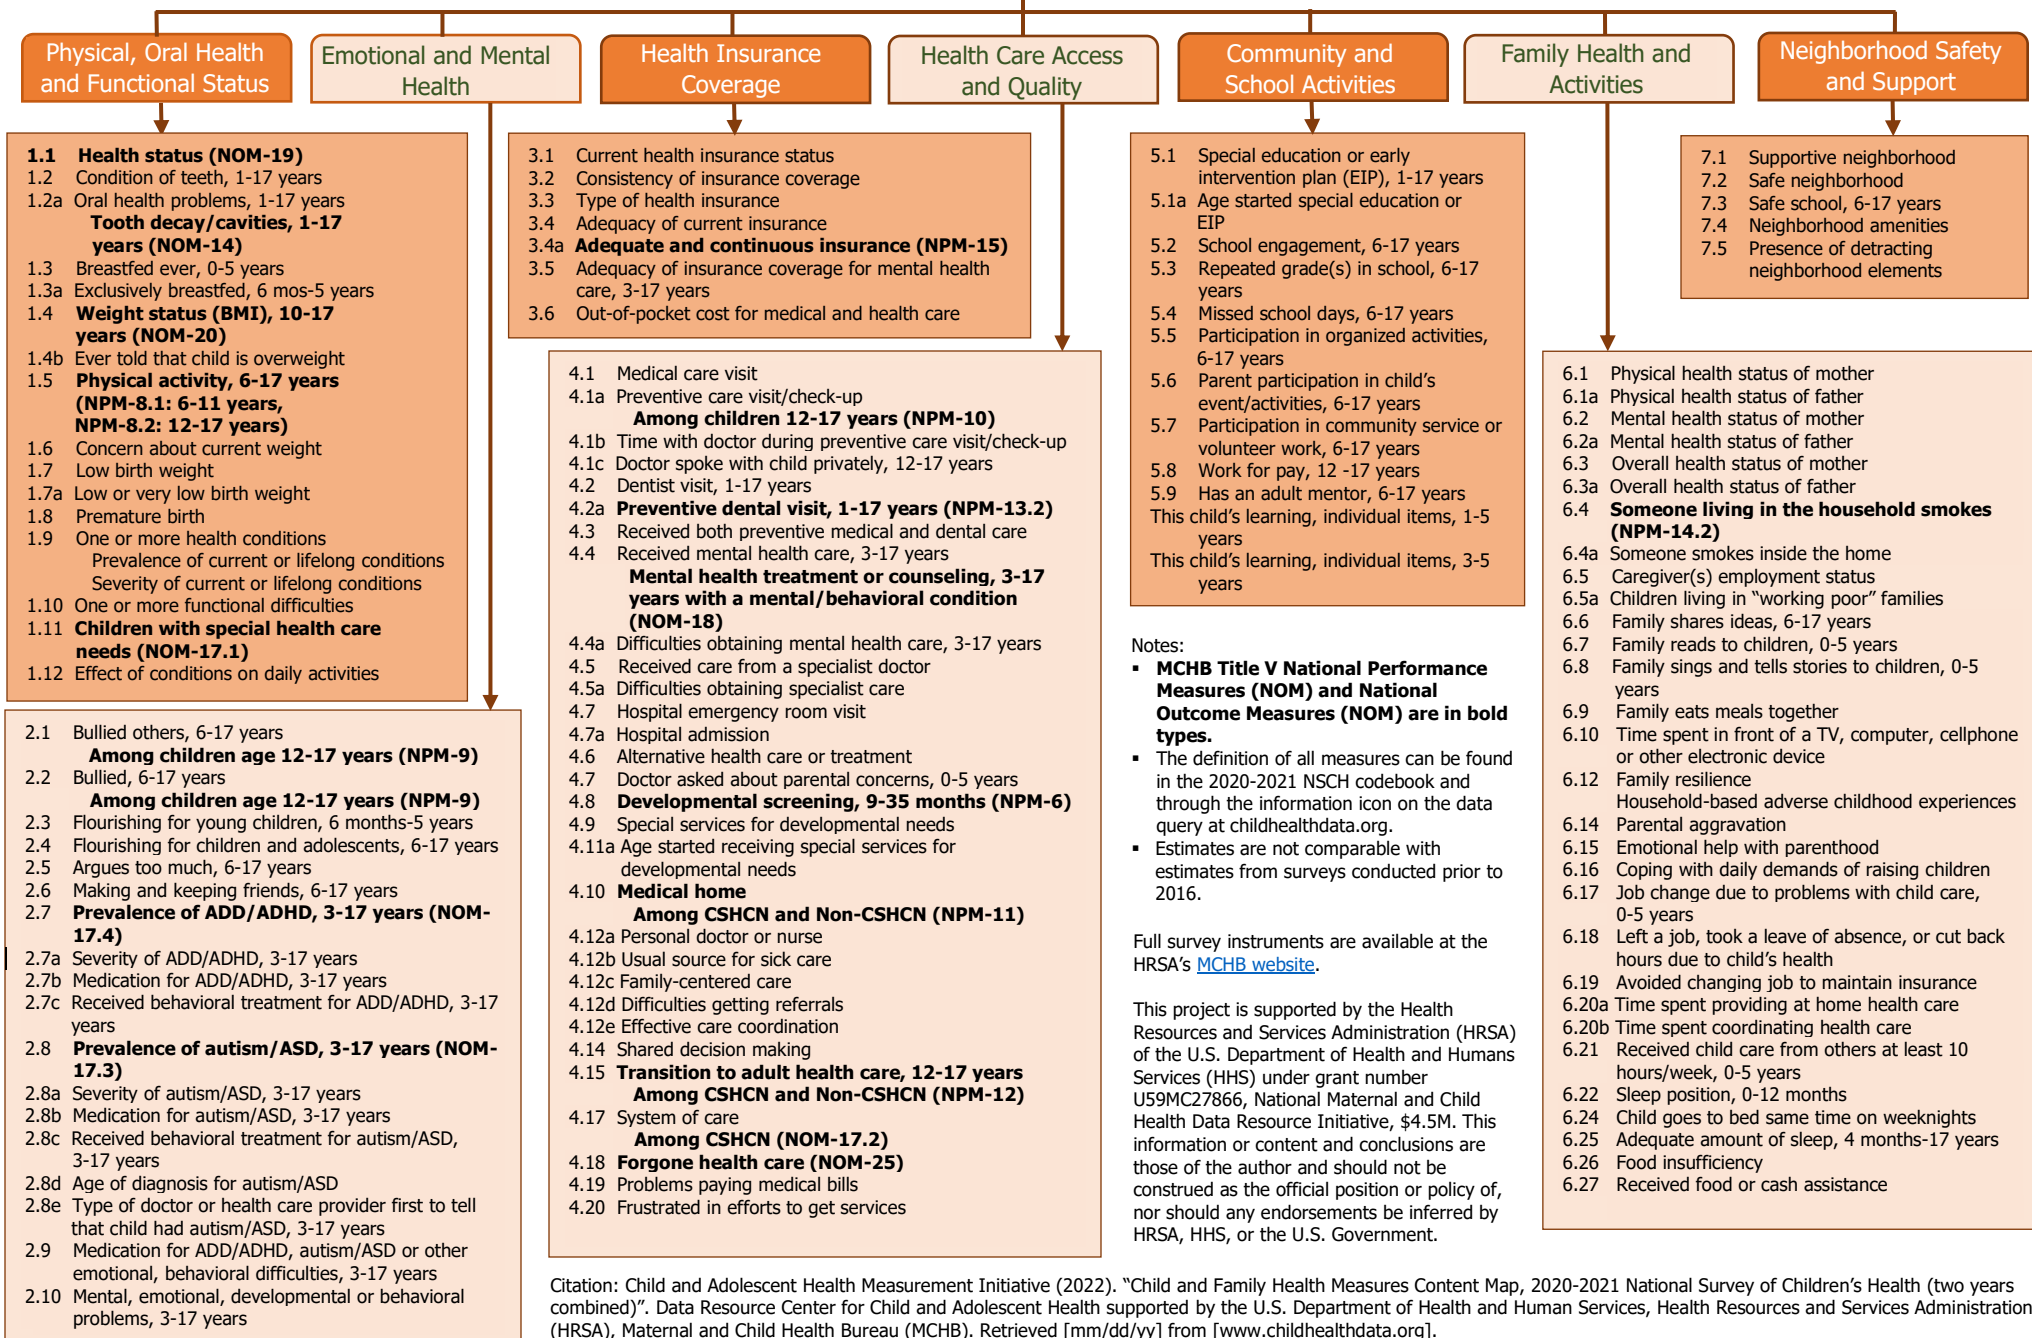 Physical, Oral Health
and Functional Status
Emotional and Mental
Health
Health Insurance
Coverage
Health Care Access
and Quality
Community and
School Activities
Family Health and
Activities
Neighborhood Safety
and Support
1.1 Health status (NOM-19)
1.2 Condition of teeth, 1-17 years
1.2a Oral health problems, 1-17 years
Tooth decay/cavities, 1-17
years (NOM-14)
1.3 Breastfed ever, 0-5 years
1.3a Exclusively breastfed, 6 mos-5 years
1.4 Weight status (BMI), 10-17
years (NOM-20)
1.4b Ever told that child is overweight
1.5 Physical activity, 6-17 years
(NPM-8.1: 6-11 years,
NPM-8.2: 12-17 years)
1.6 Concern about current weight
1.7 Low birth weight
1.7a Low or very low birth weight
1.8 Premature birth
1.9 One or more health conditions
Prevalence of current or lifelong conditions
Severity of current or lifelong conditions
1.10 One or more functional difficulties
1.11 Children with special health care
needs (NOM-17.1)
1.12 Effect of conditions on daily activities
2.1 Bullied others, 6-17 years
Among children age 12-17 years (NPM-9)
2.2 Bullied, 6-17 years
Among children age 12-17 years (NPM-9)
2.3 Flourishing for young children, 6 months-5 years
2.4 Flourishing for children and adolescents, 6-17 years
2.5 Argues too much, 6-17 years
2.6 Making and keeping friends, 6-17 years
2.7 Prevalence of ADD/ADHD, 3-17 years (NOM-
17.4)
2.7a Severity of ADD/ADHD, 3-17 years
2.7b Medication for ADD/ADHD, 3-17 years
2.7c Received behavioral treatment for ADD/ADHD, 3-17
years
2.8 Prevalence of autism/ASD, 3-17 years (NOM-
17.3)
2.8a Severity of autism/ASD, 3-17 years
2.8b Medication for autism/ASD, 3-17 years
2.8c Received behavioral treatment for autism/ASD,
3-17 years
2.8d Age of diagnosis for autism/ASD
2.8e Type of doctor or health care provider first to tell
that child had autism/ASD, 3-17 years
2.9 Medication for ADD/ADHD, autism/ASD or other
emotional, behavioral difficulties, 3-17 years
2.10 Mental, emotional, developmental or behavioral
problems, 3-17 years
3.1 Current health insurance status
3.2 Consistency of insurance coverage
3.3 Type of health insurance
3.4 Adequacy of current insurance
3.4a Adequate and continuous insurance (NPM-15)
3.5 Adequacy of insurance coverage for mental health
care, 3-17 years
3.6 Out-of-pocket cost for medical and health care
4.1 Medical care visit
4.1a Preventive care visit/check-up
Among children 12-17 years (NPM-10)
4.1b Time with doctor during preventive care visit/check-up
4.1c Doctor spoke with child privately, 12-17 years
4.2 Dentist visit, 1-17 years
4.2a Preventive dental visit, 1-17 years (NPM-13.2)
4.3 Received both preventive medical and dental care
4.4 Received mental health care, 3-17 years
Mental health treatment or counseling, 3-17
years with a mental/behavioral condition
(NOM-18)
4.4a Difficulties obtaining mental health care, 3-17 years
4.5 Received care from a specialist doctor
4.5a Difficulties obtaining specialist care
4.7 Hospital emergency room visit
4.7a Hospital admission
4.6 Alternative health care or treatment
4.7 Doctor asked about parental concerns, 0-5 years
4.8 Developmental screening, 9-35 months (NPM-6)
4.9 Special services for developmental needs
4.11a Age started receiving special services for
developmental needs
4.10 Medical home
Among CSHCN and Non-CSHCN (NPM-11)
4.12a Personal doctor or nurse
4.12b Usual source for sick care
4.12c Family-centered care
4.12d Difficulties getting referrals
4.12e Effective care coordination
4.14 Shared decision making
4.15 Transition to adult health care, 12-17 years
Among CSHCN and Non-CSHCN (NPM-12)
4.17 System of care
Among CSHCN (NOM-17.2)
4.18 Forgone health care (NOM-25)
4.19 Problems paying medical bills
4.20 Frustrated in efforts to get services
5.1 Special education or early
intervention plan (EIP), 1-17 years
5.1a Age started special education or
EIP
5.2 School engagement, 6-17 years
5.3 Repeated grade(s) in school, 6-17
years
5.4 Missed school days, 6-17 years
5.5 Participation in organized activities,
6-17 years
5.6 Parent participation in child's
event/activities, 6-17 years
5.7 Participation in community service or
volunteer work, 6-17 years
5.8 Work for pay, 12 -17 years
5.9 Has an adult mentor, 6-17 years
This child's learning, individual items, 1-5
years
This child's learning, individual items, 3-5
years
Notes:
▪ MCHB Title V National Performance
Measures (NOM) and National
Outcome Measures (NOM) are in bold
types.
▪ The definition of all measures can be found
in the 2020-2021 NSCH codebook and
through the information icon on the data
query at childhealthdata.org.
▪ Estimates are not comparable with
estimates from surveys conducted prior to
2016.
Full survey instruments are available at the
HRSA's MCHB website.
This project is supported by the Health
Resources and Services Administration (HRSA)
of the U.S. Department of Health and Humans
Services (HHS) under grant number
U59MC27866, National Maternal and Child
Health Data Resource Initiative, $4.5M. This
information or content and conclusions are
those of the author and should not be
construed as the official position or policy of,
nor should any endorsements be inferred by
HRSA, HHS, or the U.S. Government.
6.1 Physical health status of mother
6.1a Physical health status of father
6.2 Mental health status of mother
6.2a Mental health status of father
6.3 Overall health status of mother
6.3a Overall health status of father
6.4 Someone living in the household smokes
(NPM-14.2)
6.4a Someone smokes inside the home
6.5 Caregiver(s) employment status
6.5a Children living in "working poor" families
6.6 Family shares ideas, 6-17 years
6.7 Family reads to children, 0-5 years
6.8 Family sings and tells stories to children, 0-5
years
6.9 Family eats meals together
6.10 Time spent in front of a TV, computer, cellphone
or other electronic device
6.12 Family resilience
Household-based adverse childhood experiences
6.14 Parental aggravation
6.15 Emotional help with parenthood
6.16 Coping with daily demands of raising children
6.17 Job change due to problems with child care,
0-5 years
6.18 Left a job, took a leave of absence, or cut back
hours due to child's health
6.19 Avoided changing job to maintain insurance
6.20a Time spent providing at home health care
6.20b Time spent coordinating health care
6.21 Received child care from others at least 10
hours/week, 0-5 years
6.22 Sleep position, 0-12 months
6.24 Child goes to bed same time on weeknights
6.25 Adequate amount of sleep, 4 months-17 years
6.26 Food insufficiency
6.27 Received food or cash assistance
7.1 Supportive neighborhood
7.2 Safe neighborhood
7.3 Safe school, 6-17 years
7.4 Neighborhood amenities
7.5 Presence of detracting
neighborhood elements
Citation: Child and Adolescent Health Measurement Initiative (2022). "Child and Family Health Measures Content Map, 2020-2021 National Survey of Children's Health (two years
combined)". Data Resource Center for Child and Adolescent Health supported by the U.S. Department of Health and Human Services, Health Resources and Services Administration
(HRSA), Maternal and Child Health Bureau (MCHB). Retrieved [mm/dd/yy] from [www.childhealthdata.org].